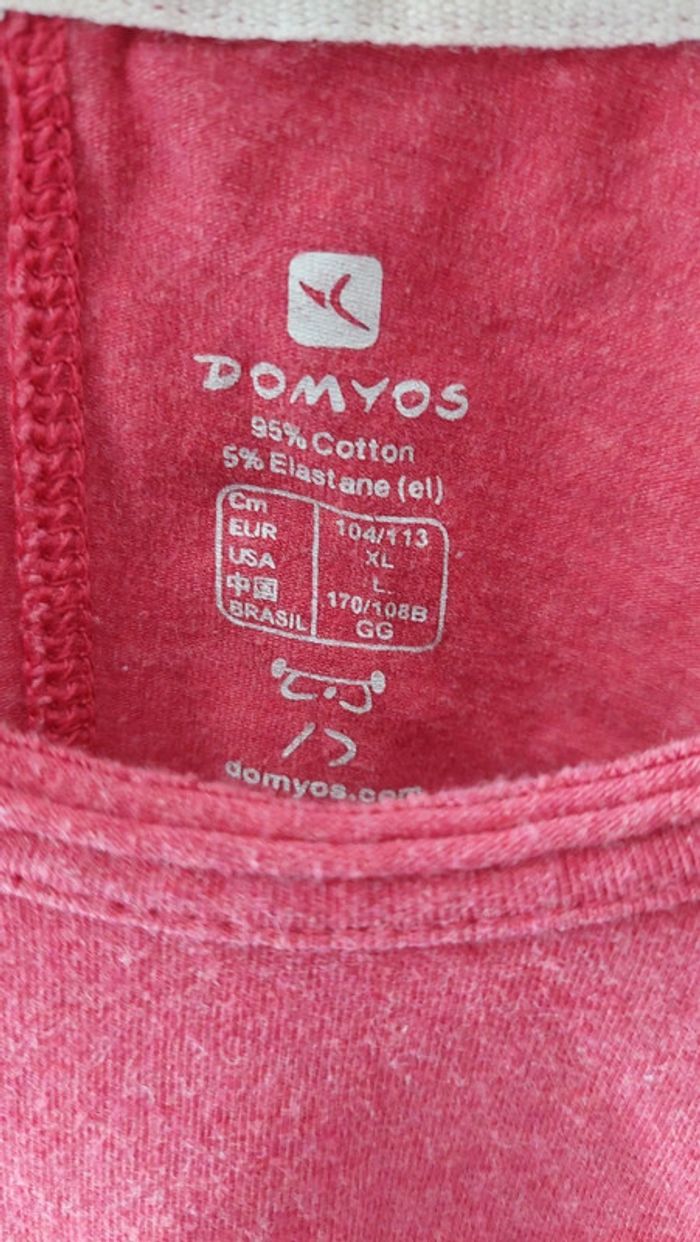 DOMYOS
95% Cotton
5% Elastane (el)
Cm 104/113
EUR XL
USA L
中国 170/108B
BRASIL GG
domyos.com